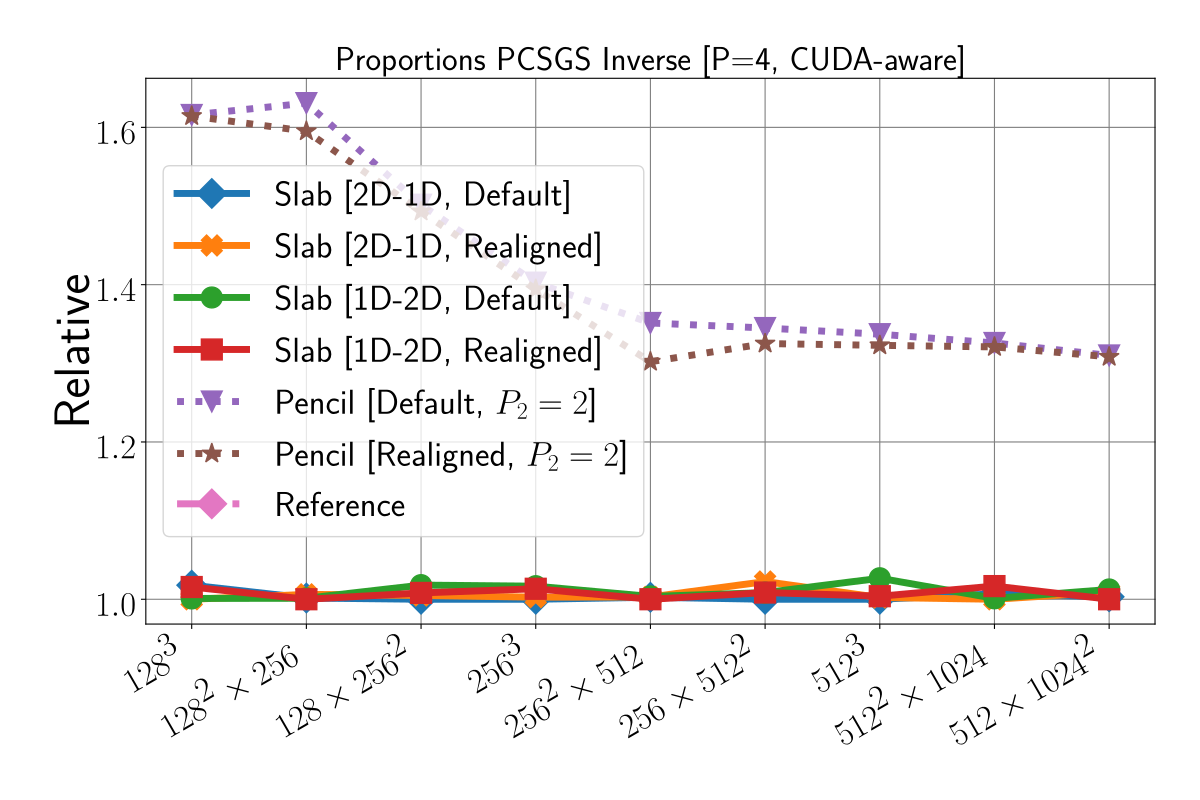 Proportions PCSGS Inverse [P=4, CUDA-aware]
Relative
1.6
1.4
1.2
1.0
Slab [2D-1D, Default]
Slab [2D-1D, Realigned]
Slab [1D-2D, Default]
Slab [1D-2D, Realigned]
Pencil [Default, P₂ = 2]
Pencil [Realigned, P₂ = 2]
Reference
128³
128² × 256
128 × 256²
256³
256² × 512
256 × 512²
512³
512² × 1024
512 × 1024²